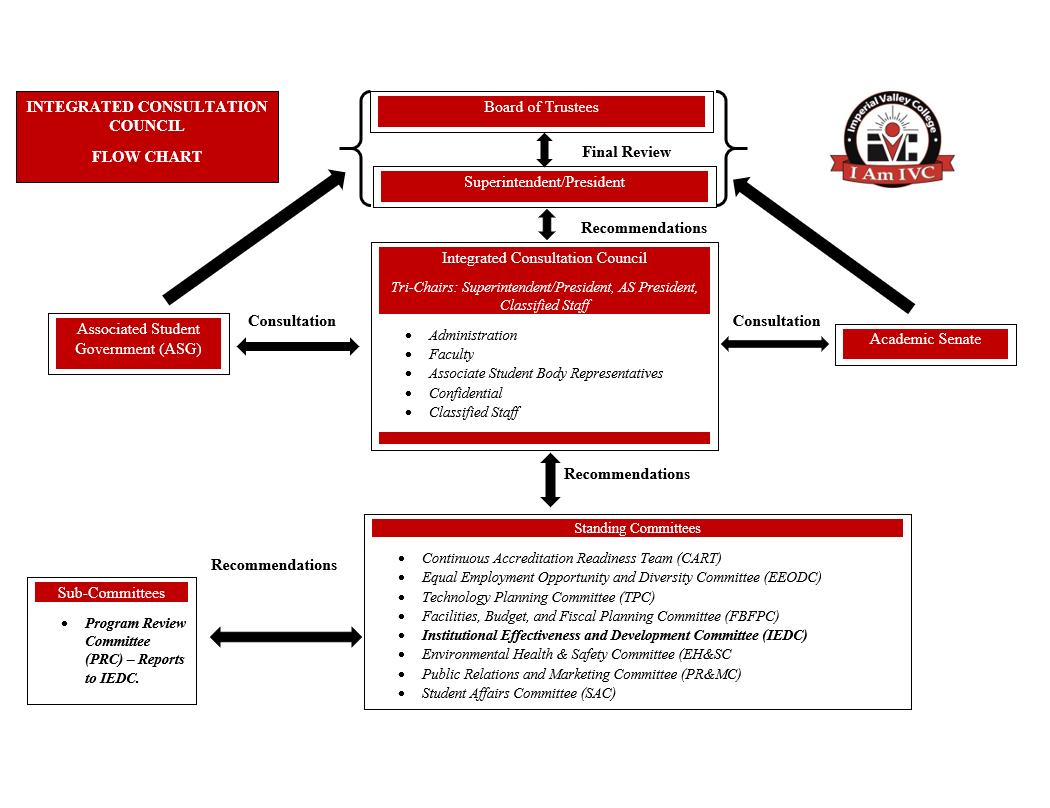 INTEGRATED CONSULTATION
COUNCIL
FLOW CHART
Board of Trustees
Final Review
Superintendent/President
Recommendations
Imperial Valley College
IVC
I Am IVC
Integrated Consultation Council
Tri-Chairs: Superintendent/President, AS President,
Classified Staff
• Administration
• Faculty
• Associate Student Body Representatives
• Confidential
• Classified Staff
Associated Student
Government (ASG)
Consultation
Consultation
Academic Senate
Recommendations
Standing Committees
• Continuous Accreditation Readiness Team (CART)
• Equal Employment Opportunity and Diversity Committee (EEODC)
• Technology Planning Committee (TPC)
• Facilities, Budget, and Fiscal Planning Committee (FBFPC)
• Institutional Effectiveness and Development Committee (IEDC)
• Environmental Health & Safety Committee (EH&SC
• Public Relations and Marketing Committee (PR&MC)
• Student Affairs Committee (SAC)
Recommendations
Sub-Committees
• Program Review
Committee
(PRC) – Reports
to IEDC.